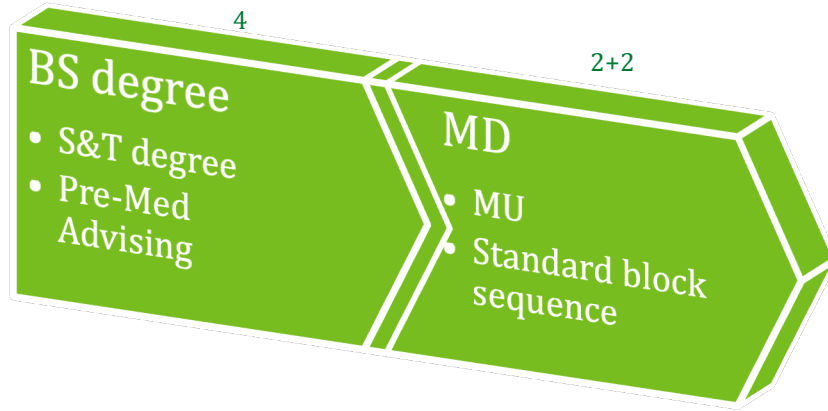 4
2+2
BS degree
• S&T degree
• Pre-Med
Advising
MD
• MU
• Standard block
sequence